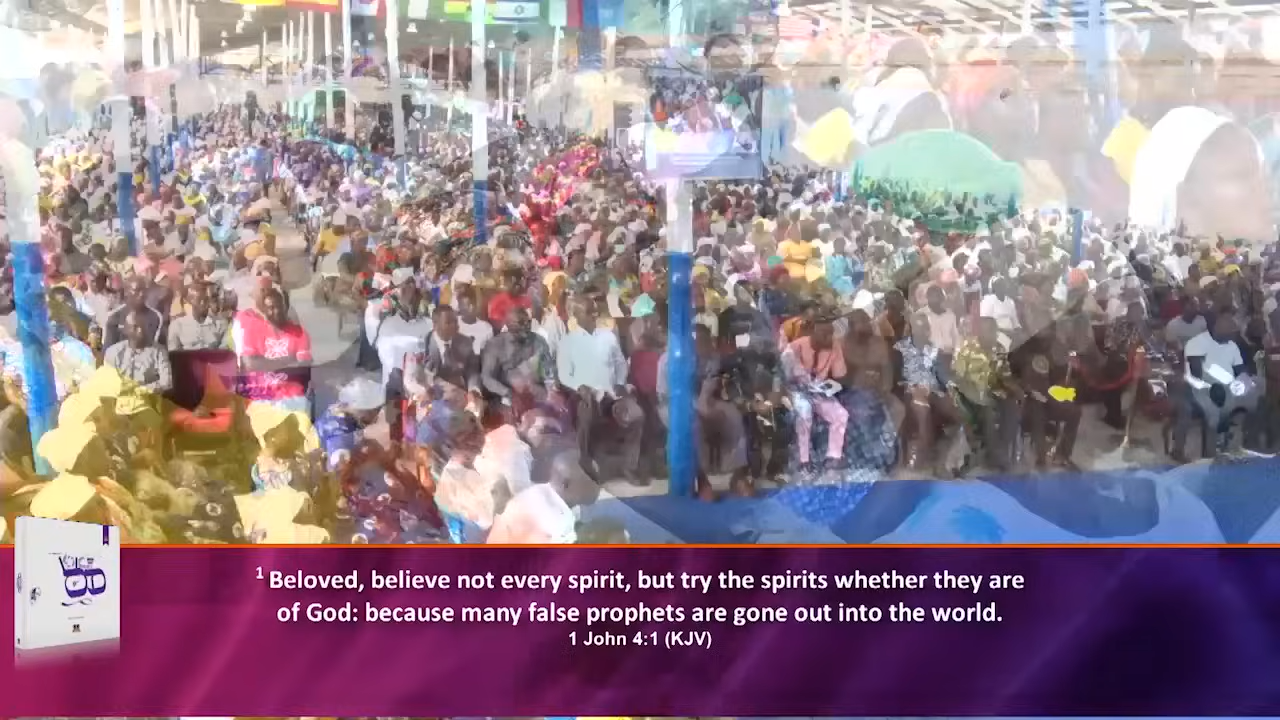 ¹ Beloved, believe not every spirit, but try the spirits whether they are
of God: because many false prophets are gone out into the world.
1 John 4:1 (KJV)